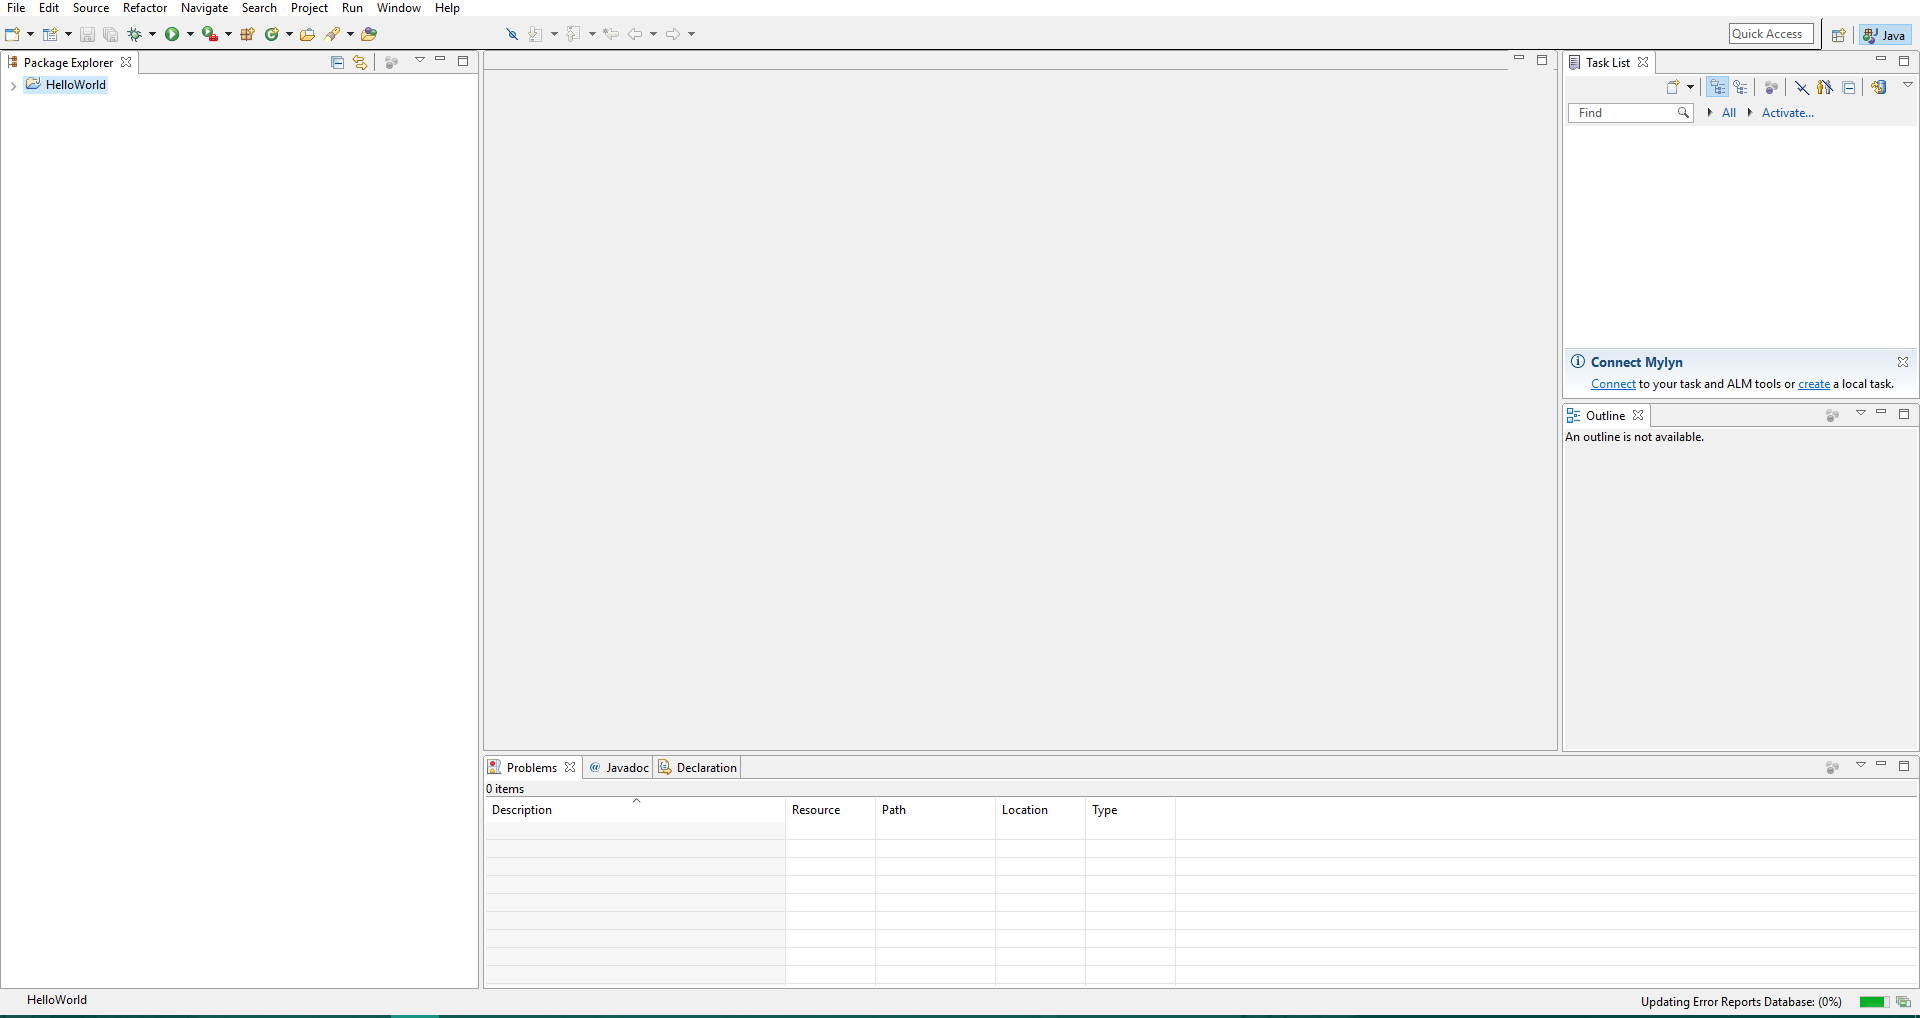 File Edit Source Refactor Navigate Search Project Run Window Help
Quick Access
Java
Package Explorer
HelloWorld
Task List
Find
All
Activate...
Connect Mylyn
Connect to your task and ALM tools or create a local task.
Outline
An outline is not available.
Problems
@ Javadoc
Declaration
0 items
Description Resource Path Location Type
HelloWorld
Updating Error Reports Database: (0%)